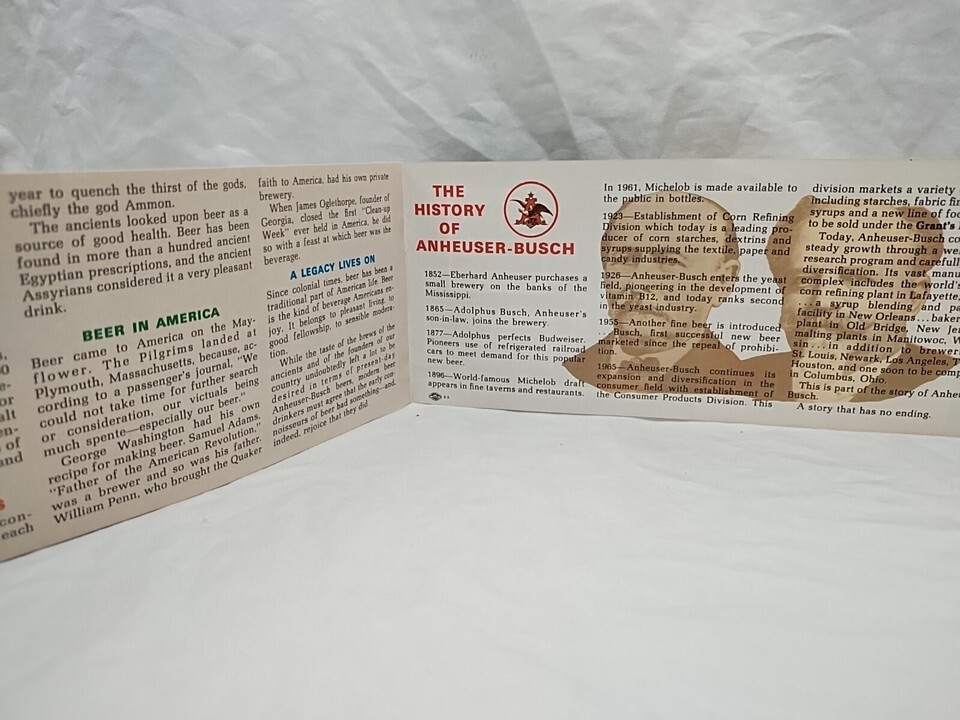 year to quench the thirst of the gods,
chiefly the god Ammon.
The ancients looked upon beer as a
source of good health. Beer has been
found in more than a hundred ancient
Egyptian prescriptions, and the ancient
Assyrians considered it a very pleasant
drink.
BEER IN AMERICA
Beer came to America on the May-
flower. The Pilgrims landed at
Plymouth, Massachusetts, because, ac-
cording to a passenger's journal, "We
could not take time for further search
or consideration, our victuals being
much spente—especially our beer."
George Washington had his own
recipe for making beer. Samuel Adams,
"Father of the American Revolution,"
was a brewer and so was his father.
William Penn, who brought the Quaker
faith to America, had his own private
brewery.
When James Oglethorpe, founder of
Georgia, closed the first "Clean-up
Week" ever held in America, he did
so with a feast at which beer was the
beverage.
A LEGACY LIVES ON
Since colonial times, beer has been a
traditional part of American life. Beer
is the kind of beverage Americans en-
joy. It belongs to pleasant living, to
good fellowship, to sensible modera-
tion.
While the taste of the brews of the
ancients and of the founders of our
country undoubtedly left a lot to be
desired in terms of present-day
Anheuser-Busch beers, modern beer
drinkers must agree that the early con-
noisseurs of beer had something, and,
indeed, rejoice that they did.
or
alt
en-
of
and
S
con-
each
THE
HISTORY
OF
ANHEUSER-BUSCH
1852—Eberhard Anheuser purchases a
small brewery on the banks of the
Mississippi.
1865—Adolphus Busch, Anheuser's
son-in-law, joins the brewery.
1877—Adolphus perfects Budweiser.
Pioneers use of refrigerated railroad
cars to meet demand for this popular
new beer.
1896—World-famous Michelob draft
appears in fine taverns and restaurants.
In 1961, Michelob is made available to
the public in bottles.
1923—Establishment of Corn Refining
Division which today is a leading pro-
ducer of corn starches, dextrins and
syrups supplying the textile, paper and
candy industries.
1926—Anheuser-Busch enters the yeast
field, pioneering in the development of
vitamin B12, and today ranks second
in the yeast industry.
1955—Another fine beer is introduced
...Busch, first successful new beer
marketed since the repeal of prohibi-
tion.
1965—Anheuser-Busch continues its
expansion and diversification in the
consumer field with establishment of
the Consumer Products Division. This
division markets a variety
including starches, fabric fin
syrups and a new line of foo
to be sold under the Grant's
Today, Anheuser-Busch co
steady growth through a we
research program and carefull
diversification. Its vast manu
complex includes the world's
corn refining plant in Lafayette,
...a syrup blending and pa
facility in New Orleans...baker
plant in Old Bridge, New Jer
malting plants in Manitowoc, W
sin...in addition to brewerie
St. Louis, Newark, Los Angeles, T
Houston, and one soon to be comp
in Columbus, Ohio.
This is part of the story of Anheu
Busch.
A story that has no ending.